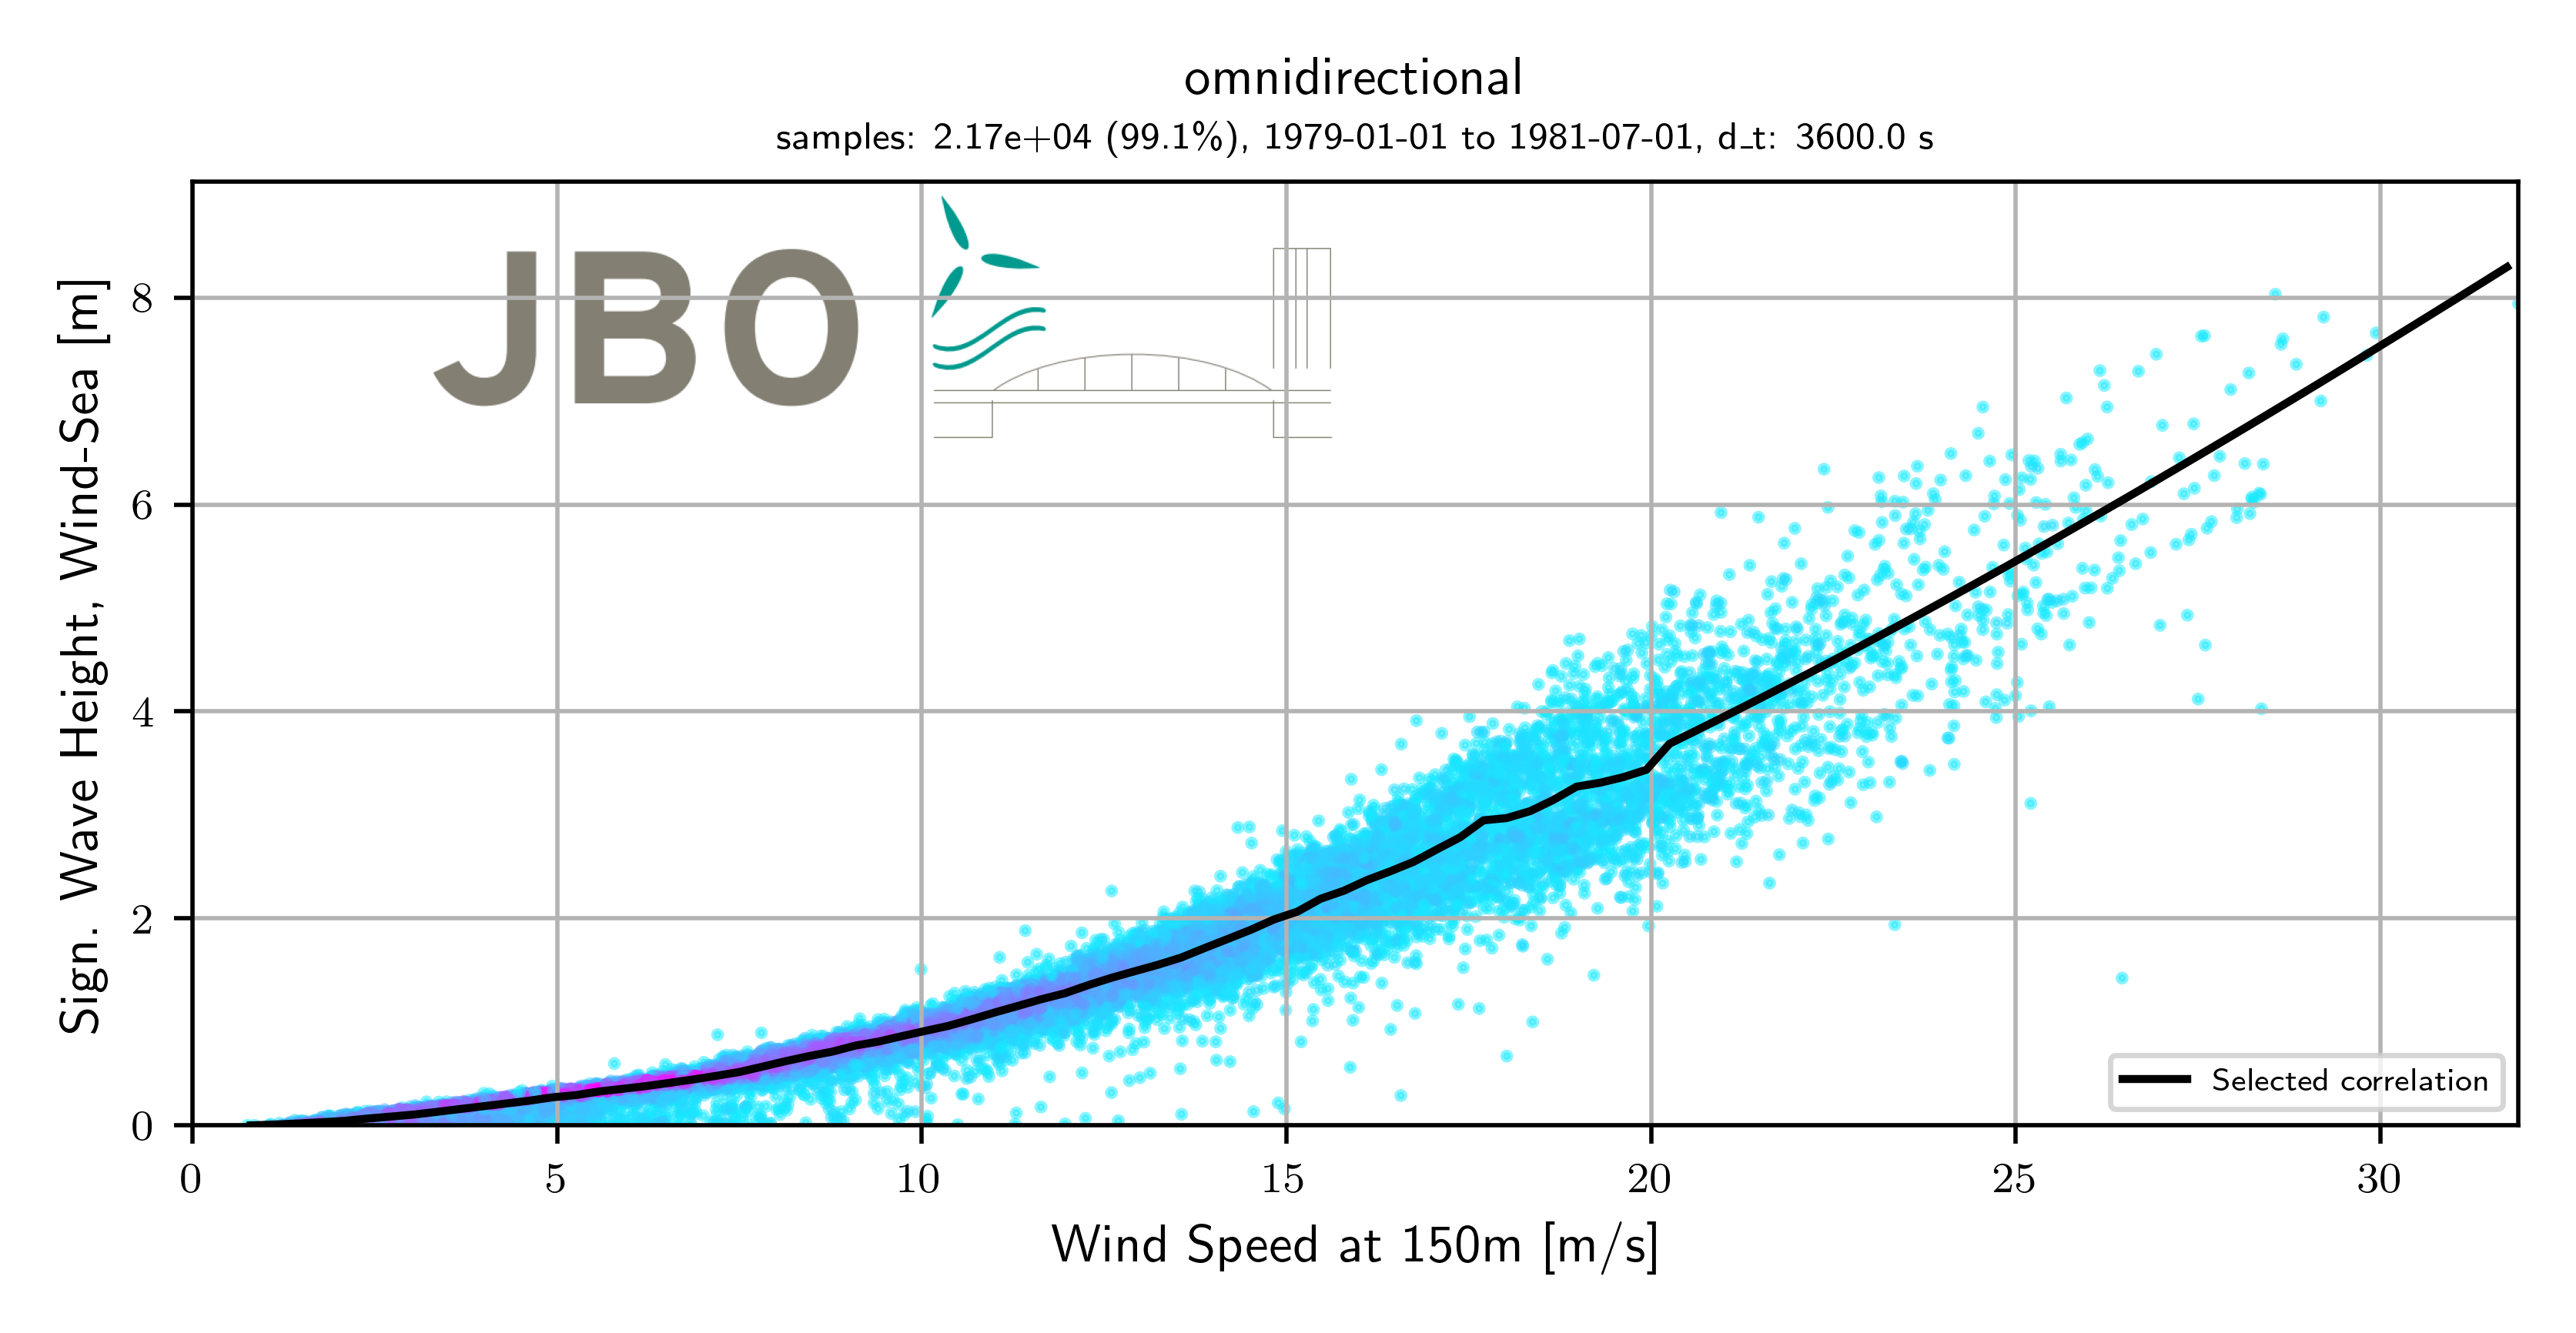 omnidirectional
samples: 2.17e+04 (99.1%), 1979-01-01 to 1981-07-01, d_t: 3600.0 s
JBO
Sign. Wave Height, Wind-Sea [m]
8
6
4
2
0
Selected correlation
0 5 10 15 20 25 30
Wind Speed at 150m [m/s]